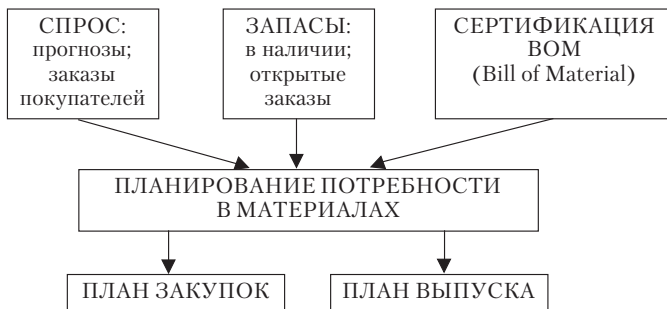 СПРОС:
прогнозы;
заказы
покупателей
ЗАПАСЫ:
в наличии;
открытые
заказы
СЕРТИФИКАЦИЯ
ВОМ
(Bill of Material)
ПЛАНИРОВАНИЕ ПОТРЕБНОСТИ
В МАТЕРИАЛАХ
ПЛАН ЗАКУПОК
ПЛАН ВЫПУСКА